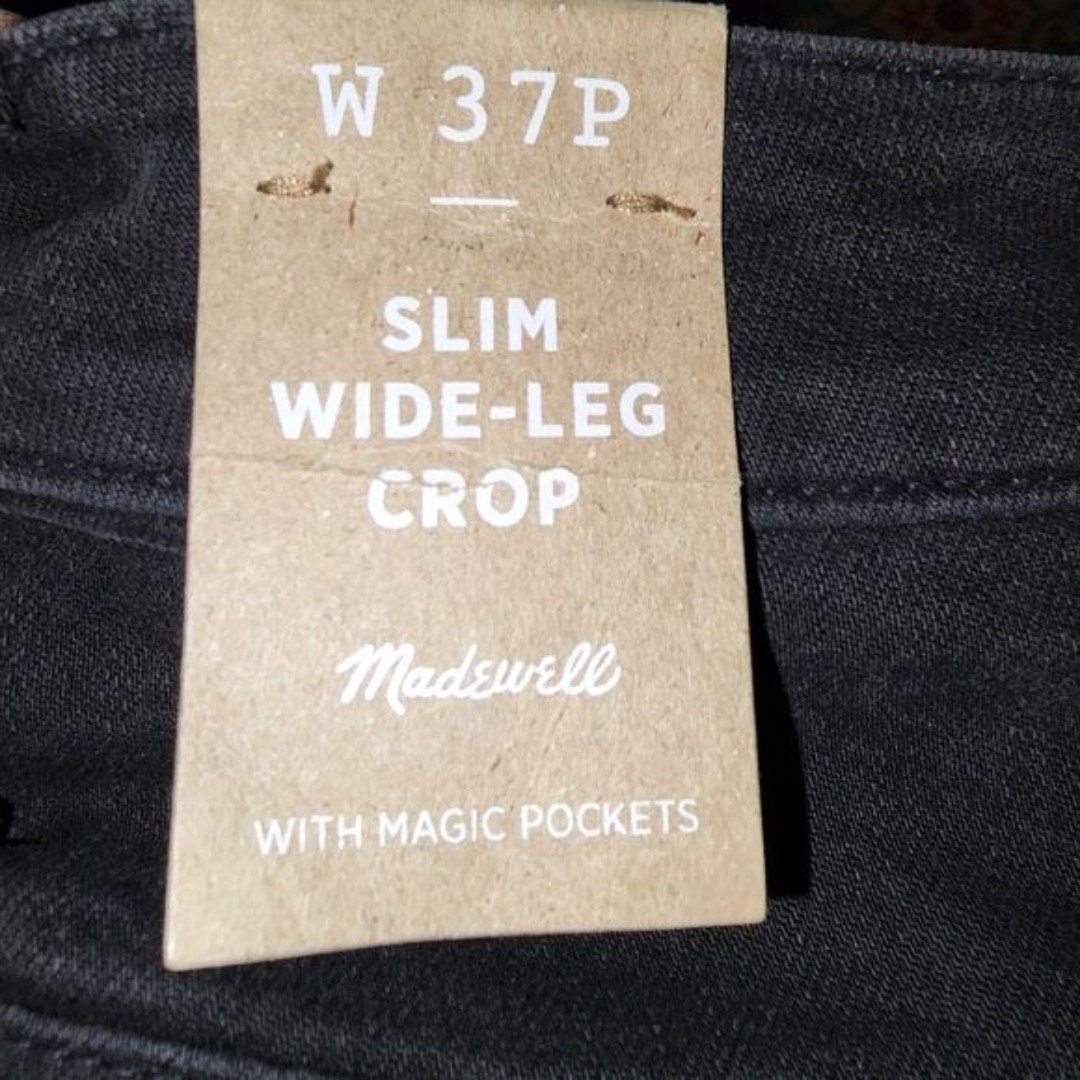 W 37P
SLIM
WIDE-LEG
CROP
Madewell
WITH MAGIC POCKETS